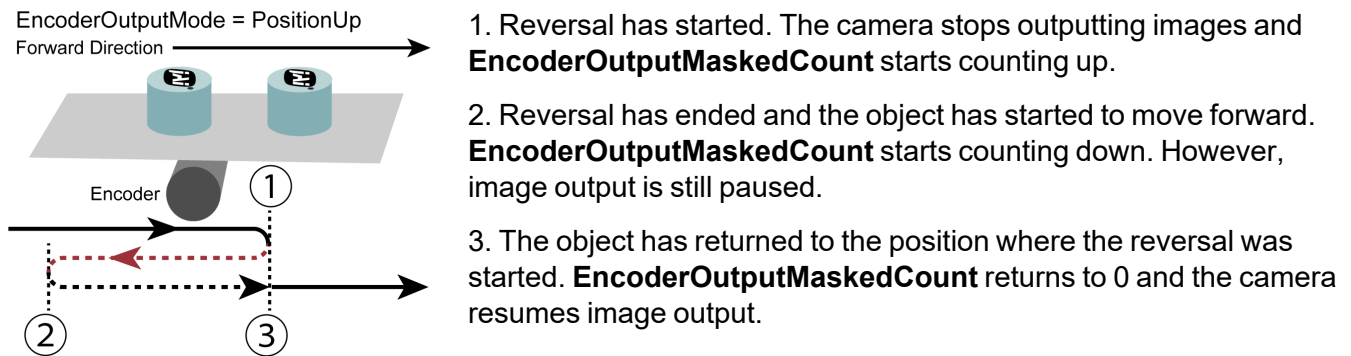 EncoderOutputMode = PositionUp
Forward Direction
Encoder
1
2
3
1. Reversal has started. The camera stops outputting images and
EncoderOutputMaskedCount starts counting up.
2. Reversal has ended and the object has started to move forward.
EncoderOutputMaskedCount starts counting down. However,
image output is still paused.
3. The object has returned to the position where the reversal was
started. EncoderOutputMaskedCount returns to 0 and the camera
resumes image output.